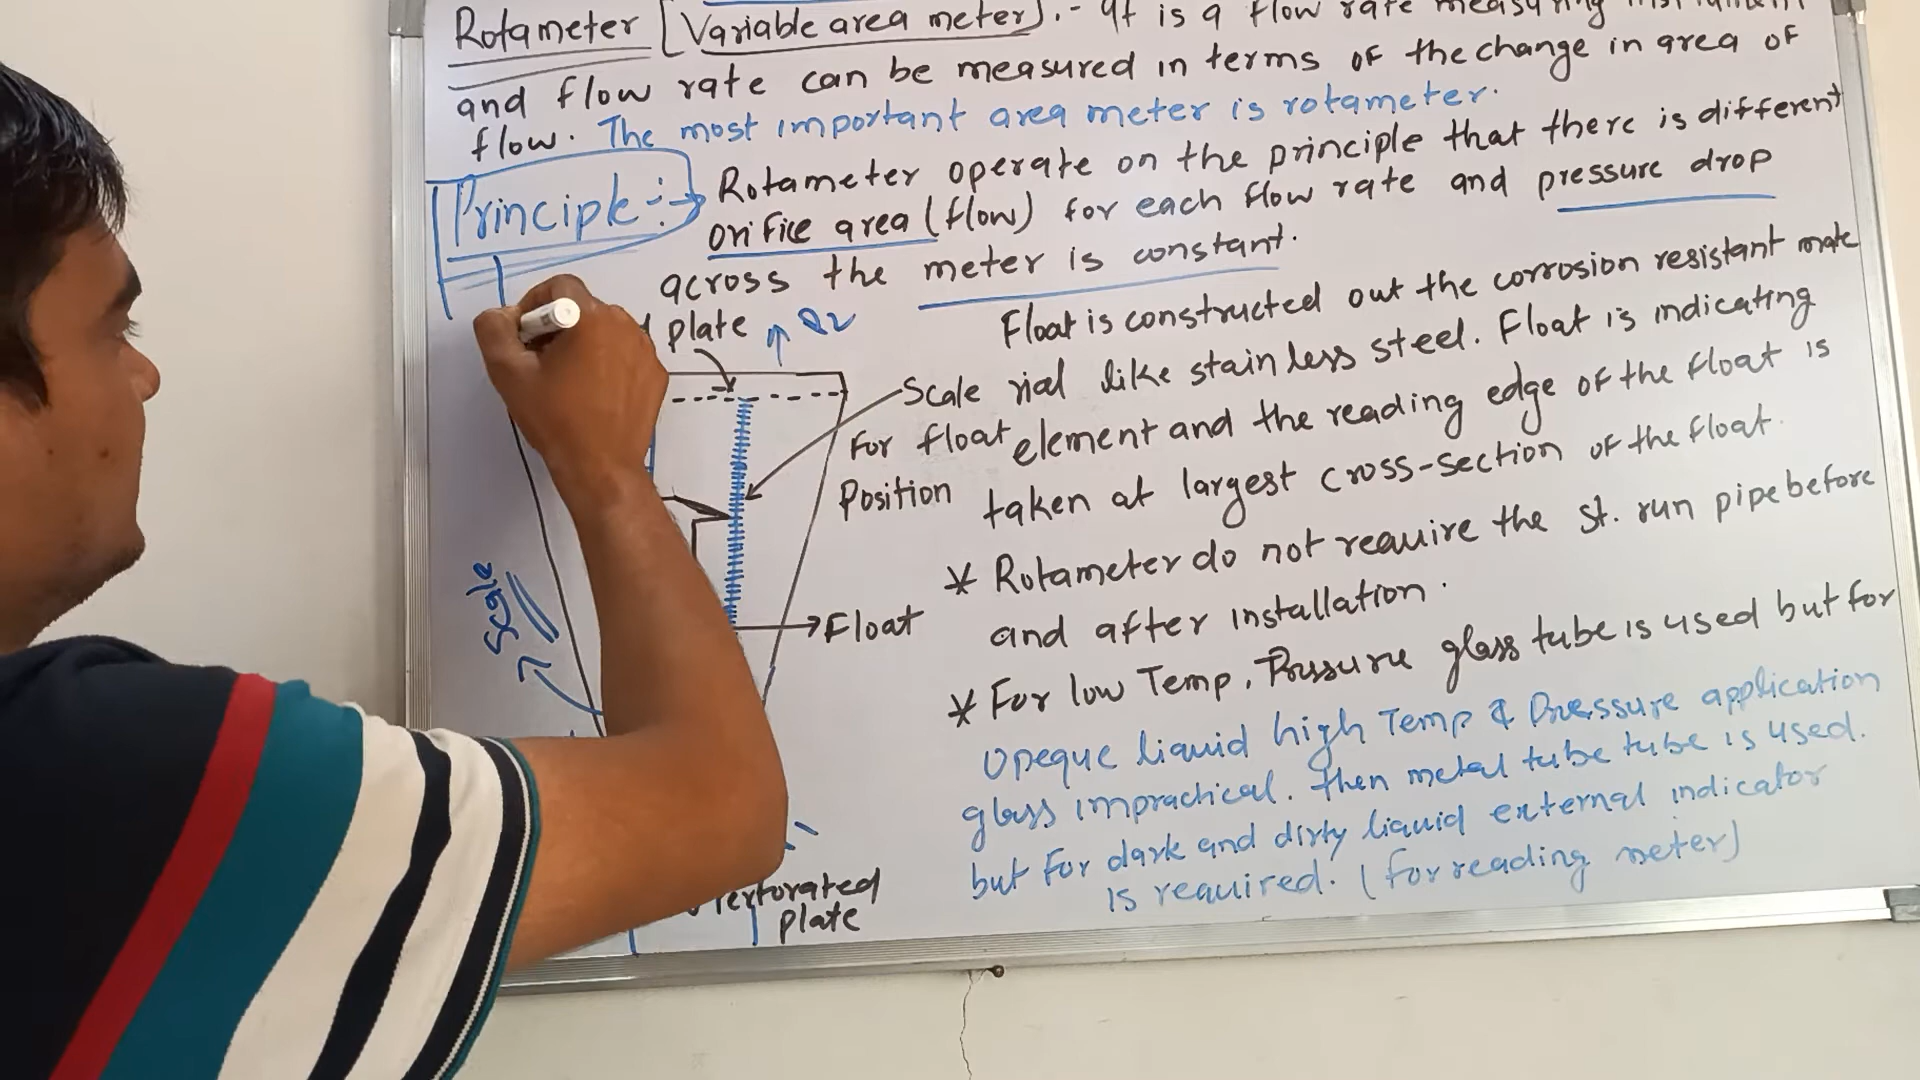 Rotameter [Variable area meter].- It is a flow rate measuring
and flow rate can be measured in terms of the change in area of
flow. The most important area meter is rotameter.
Principle :→ Rotameter operate on the principle that there is different
orifice area (flow) for each flow rate and pressure drop
across the meter is constant.
plate
Scale
For float
Position
Float
Scale
Perforated
plate
Float is constructed out the corrosion resistant mate
rial like stainless steel. Float is indicating
element and the reading edge of the float is
taken at largest cross-section of the float.
* Rotameter do not require the st. run pipe before
and after installation.
* For low Temp, Pressure glass tube is used but for
opeque liquid high Temp & Pressure application
glass impractical. Then metal tube tube is used.
but for dark and dirty liquid external indicator
is required. (for reading meter)